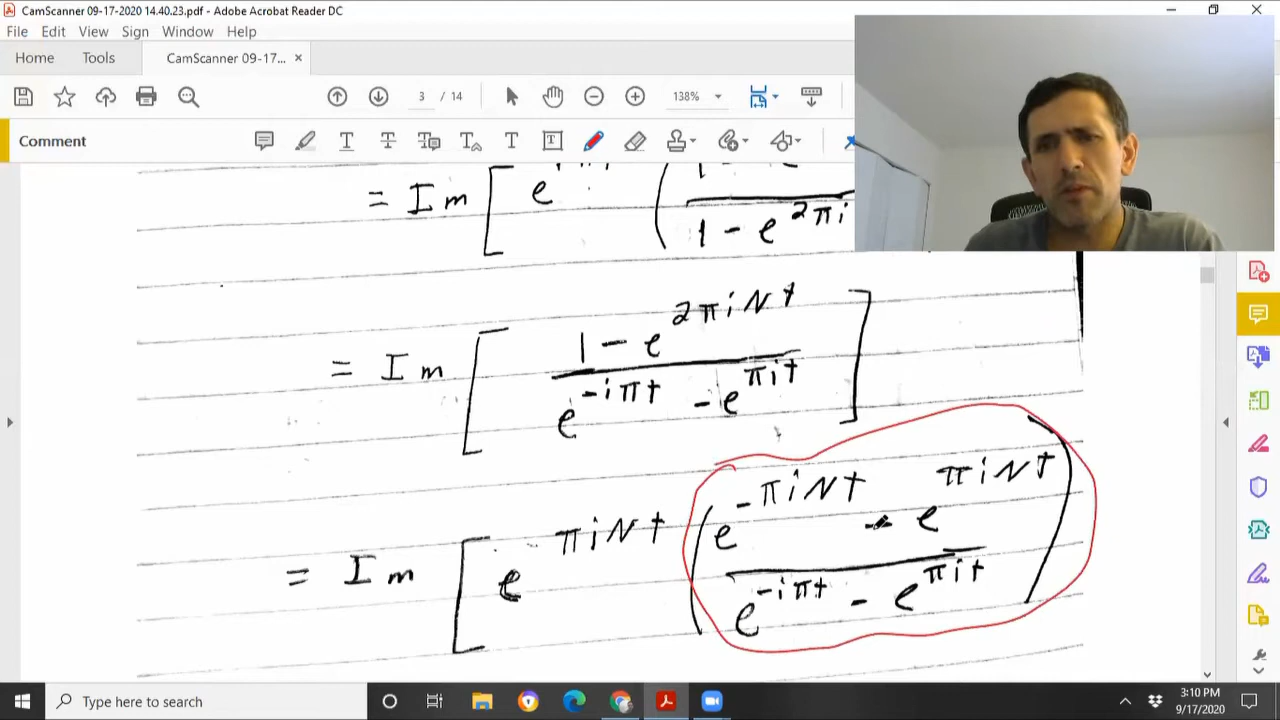 CamScanner 09-17-2020 14.40.23.pdf - Adobe Acrobat Reader DC
File Edit View Sign Window Help
Home Tools CamScanner 09-17... ×
3 / 14 138%
Comment
= Im [ e ( 1 - e
1 - e^2πi
= Im [ 1 - e^2πiNt
e^-iπt - e^πit ]
= Im [ e^πiNt ( e^-πiNt - e^πiNt
e^-iπt - e^πit )
Type here to search
3:10 PM
9/17/2020